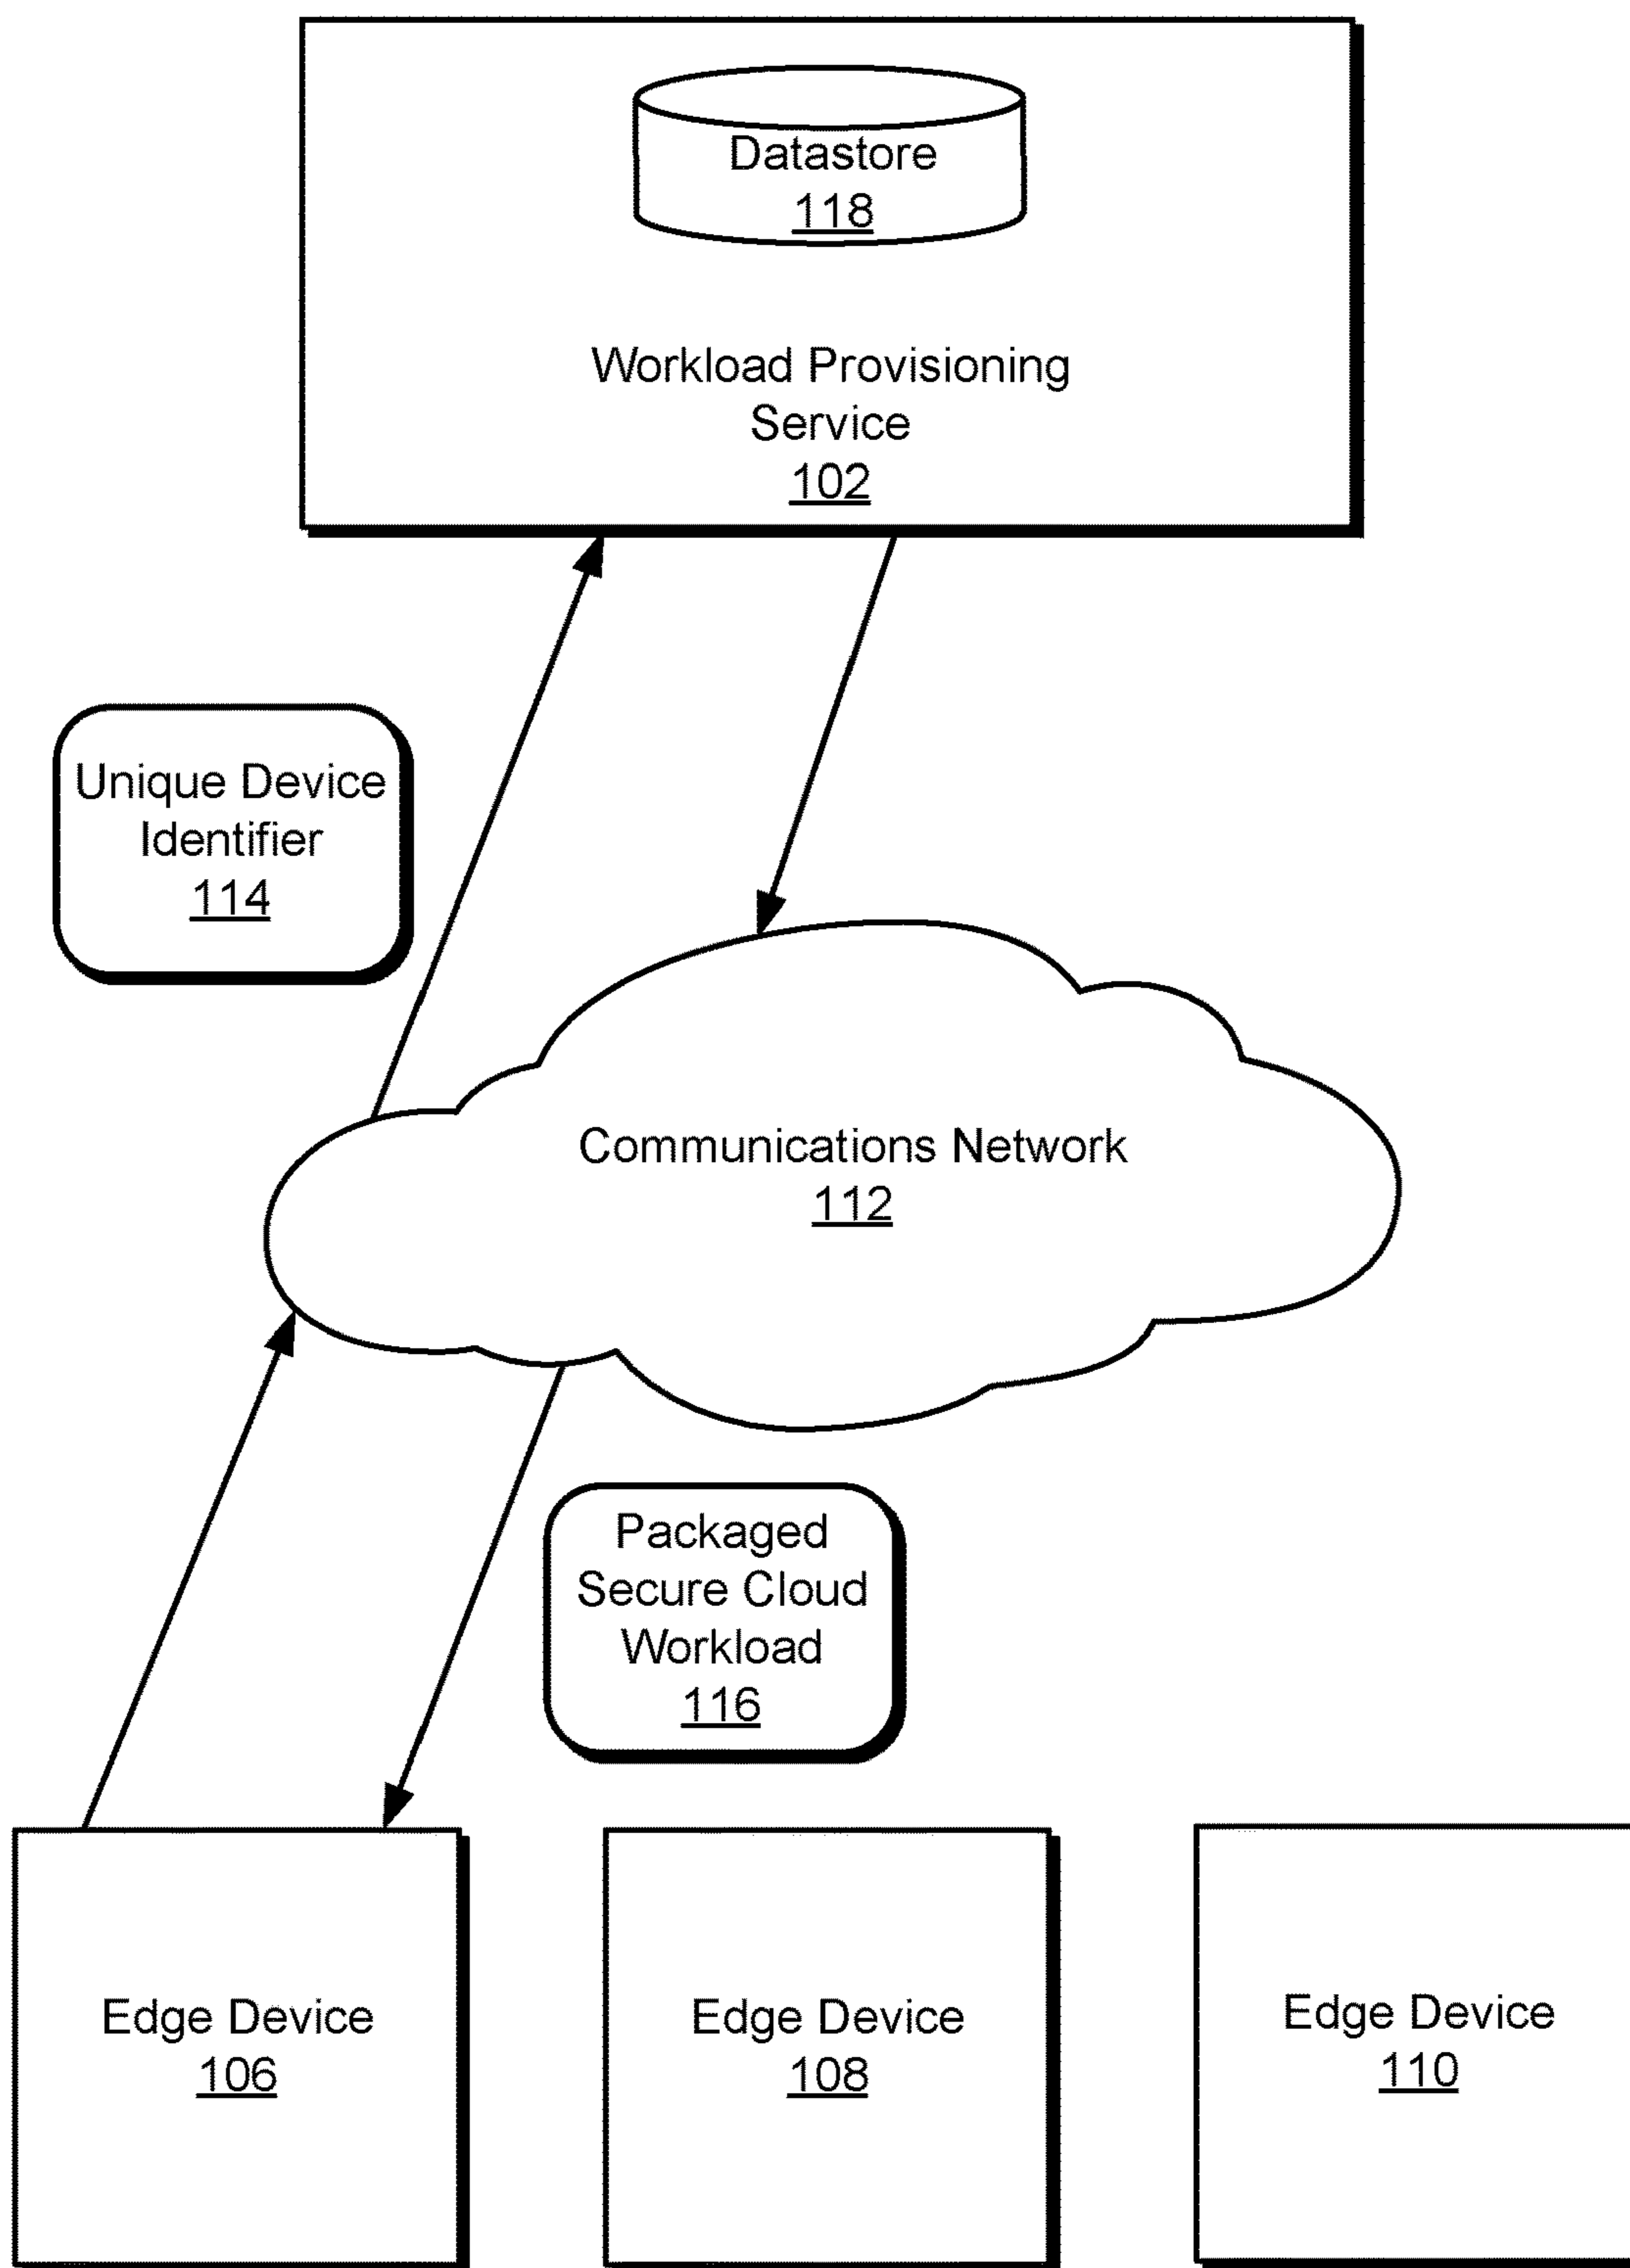 Datastore
118
Workload Provisioning
Service
102
Unique Device
Identifier
114
Communications Network
112
Packaged
Secure Cloud
Workload
116
Edge Device
106
Edge Device
108
Edge Device
110